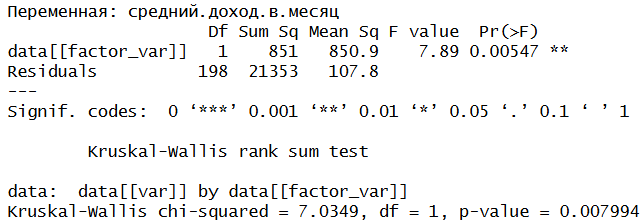 Переменная: средний.доход.в.месяц
Df Sum Sq Mean Sq F value Pr(>F)
data[[factor_var]] 1 851 850.9 7.89 0.00547 **
Residuals 198 21353 107.8
---
Signif. codes: 0 ‘***’ 0.001 ‘**’ 0.01 ‘*’ 0.05 ‘.’ 0.1 ‘ ’ 1
Kruskal-Wallis rank sum test
data: data[[var]] by data[[factor_var]]
Kruskal-Wallis chi-squared = 7.0349, df = 1, p-value = 0.007994